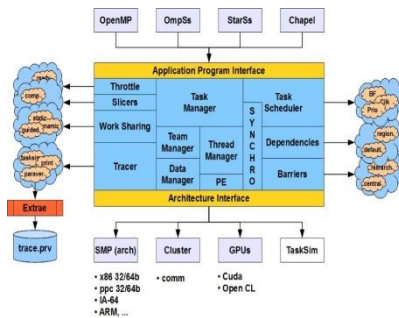 OpenMP
OmpSs
StarSs
Chapel
Application Program Interface
ready
comp
Throttle
Slicers
Work Sharing
Tracer
Task
Manager
Team
Manager
Data
Manager
Thread
Manager
PE
SYNCHRO
Task
Scheduler
Dependencies
Barriers
static
guided
print
paraver
BF
Cilk
Prio
region
default
hierarch.
central
Extrae
trace.prv
Architecture Interface
SMP (arch)
Cluster
GPUs
TaskSim
• x86 32/64b
• ppc 32/64b
• IA-64
• ARM, ...
• comm
• Cuda
• Open CL